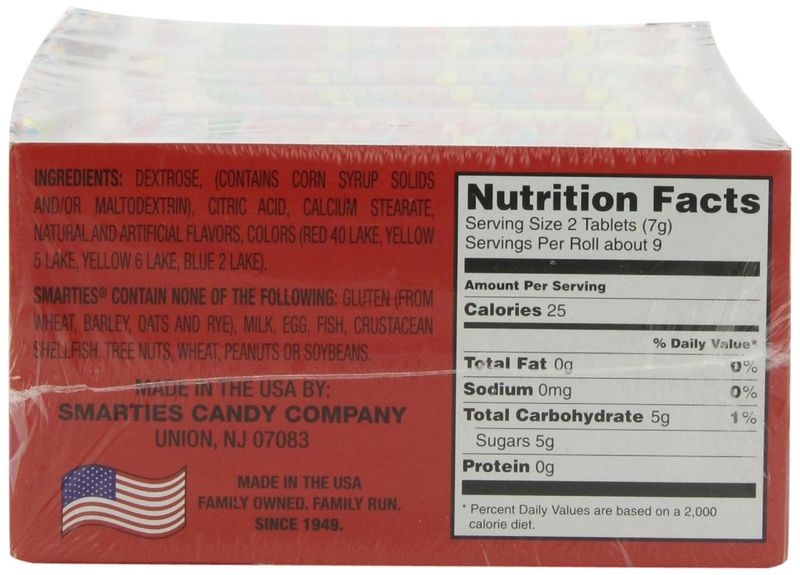 INGREDIENTS: DEXTROSE, (CONTAINS CORN SYRUP SOLIDS
AND/OR MALTODEXTRIN), CITRIC ACID, CALCIUM STEARATE,
NATURAL AND ARTIFICIAL FLAVORS, COLORS (RED 40 LAKE, YELLOW
5 LAKE, YELLOW 6 LAKE, BLUE 2 LAKE).
SMARTIES® CONTAIN NONE OF THE FOLLOWING: GLUTEN (FROM
WHEAT, BARLEY, OATS AND RYE), MILK, EGG, FISH, CRUSTACEAN
SHELLFISH, TREE NUTS, WHEAT, PEANUTS OR SOYBEANS.
MADE IN THE USA BY:
SMARTIES CANDY COMPANY
UNION, NJ 07083
MADE IN THE USA
FAMILY OWNED. FAMILY RUN.
SINCE 1949.
Nutrition Facts
Serving Size 2 Tablets (7g)
Servings Per Roll about 9
Amount Per Serving
Calories 25
% Daily Value*
Total Fat 0g 0%
Sodium 0mg 0%
Total Carbohydrate 5g 1%
Sugars 5g
Protein 0g
* Percent Daily Values are based on a 2,000
calorie diet.